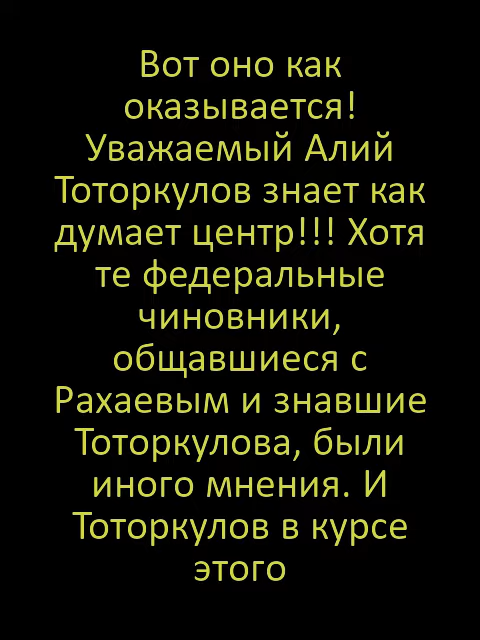 Вот оно как
оказывается!
Уважаемый Алий
Тоторкулов знает как
думает центр!!! Хотя
те федеральные
чиновники,
общавшиеся с
Рахаевым и знавшие
Тоторкулова, были
иного мнения. И
Тоторкулов в курсе
этого